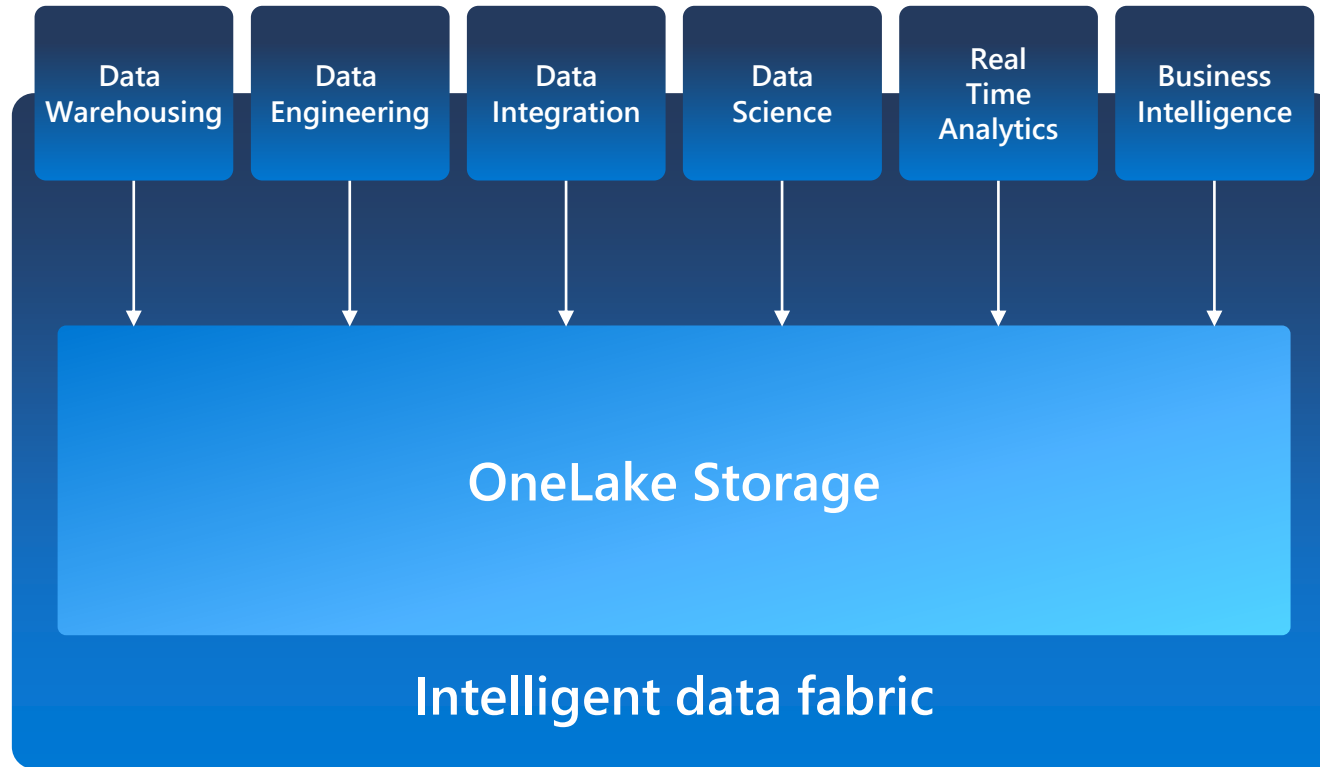 Data
Warehousing
Data
Engineering
Data
Integration
Data
Science
Real
Time
Analytics
Business
Intelligence
OneLake Storage
Intelligent data fabric